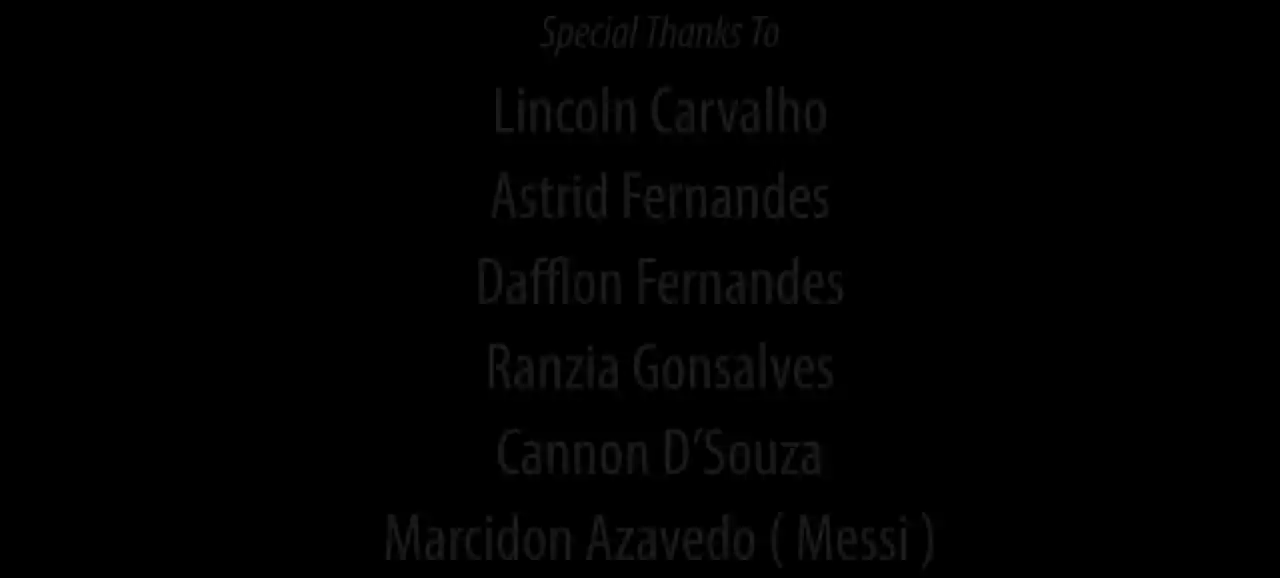 Special Thanks To
Lincoln Carvalho
Astrid Fernandes
Dafflon Fernandes
Ranzia Gonsalves
Cannon D’Souza
Marcidon Azavedo ( Messi )